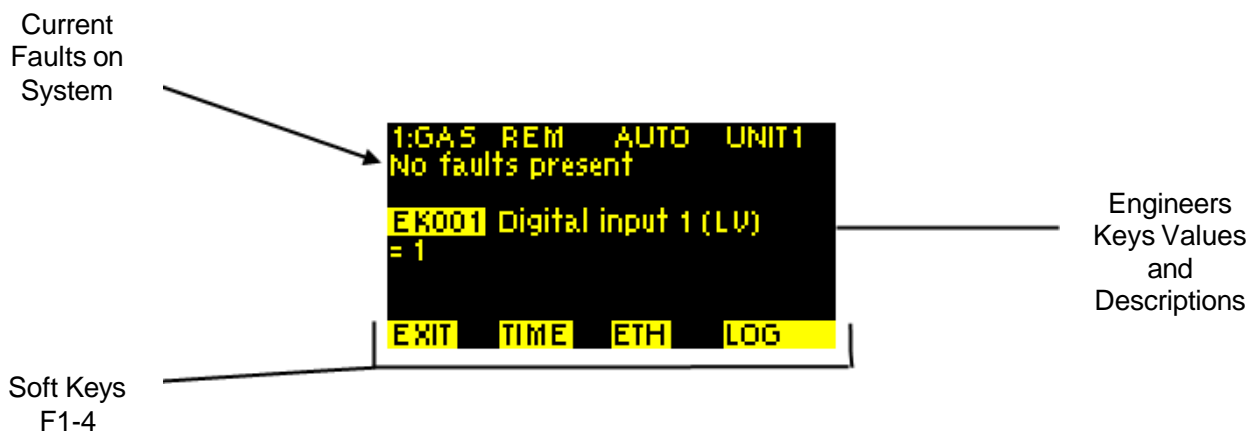 Current
Faults on
System
1:GAS REM AUTO UNIT1
No faults present
EK001 Digital input 1 (LV)
= 1
EXIT TIME ETH LOG
Engineers
Keys Values
and
Descriptions
Soft Keys
F1-4